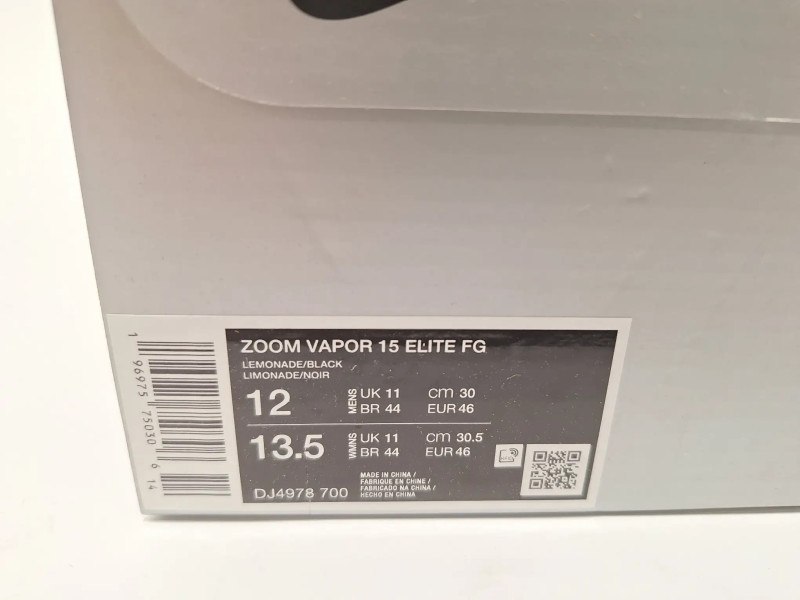 ZOOM VAPOR 15 ELITE FG
LEMONADE/BLACK
LIMONADE/NOIR
12 MENS UK 11 cm 30
BR 44 EUR 46
13.5 WMNS UK 11 cm 30.5
BR 44 EUR 46
DJ4978 700
MADE IN CHINA /
FABRIQUE EN CHINE /
FABRICADO NA CHINA /
HECHO EN CHINA
1 96975 75030 6 14